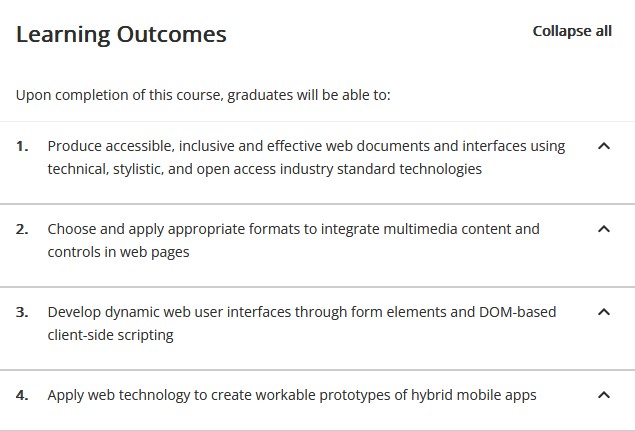 Learning Outcomes
Collapse all
Upon completion of this course, graduates will be able to:
1. Produce accessible, inclusive and effective web documents and interfaces using
technical, stylistic, and open access industry standard technologies
2. Choose and apply appropriate formats to integrate multimedia content and
controls in web pages
3. Develop dynamic web user interfaces through form elements and DOM-based
client-side scripting
4. Apply web technology to create workable prototypes of hybrid mobile apps